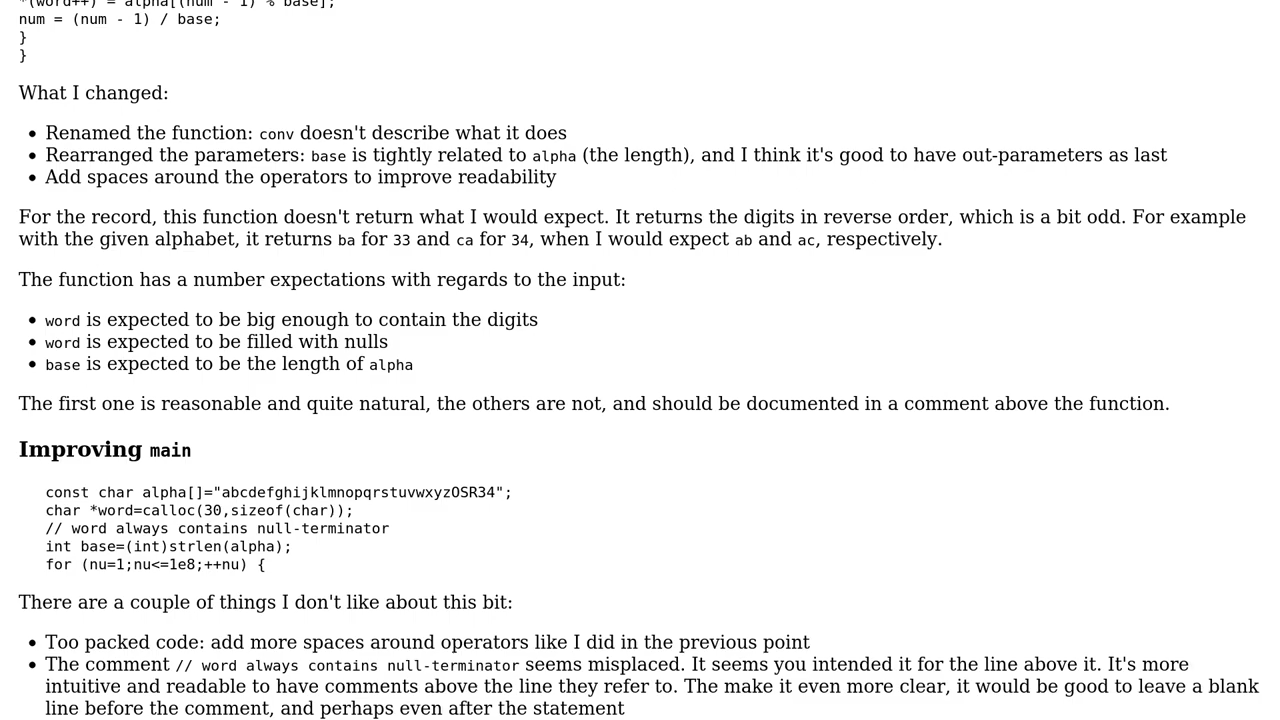 *(word++) = alpha[(num - 1) % base];
num = (num - 1) / base;
}
}
What I changed:
Renamed the function: conv doesn't describe what it does
Rearranged the parameters: base is tightly related to alpha (the length), and I think it's good to have out-parameters as last
Add spaces around the operators to improve readability
For the record, this function doesn't return what I would expect. It returns the digits in reverse order, which is a bit odd. For example
with the given alphabet, it returns ba for 33 and ca for 34, when I would expect ab and ac, respectively.
The function has a number expectations with regards to the input:
word is expected to be big enough to contain the digits
word is expected to be filled with nulls
base is expected to be the length of alpha
The first one is reasonable and quite natural, the others are not, and should be documented in a comment above the function.
Improving main
const char alpha[]="abcdefghijklmnopqrstuvwxyzOSR34";
char *word=calloc(30,sizeof(char));
// word always contains null-terminator
int base=(int)strlen(alpha);
for (nu=1;nu<=1e8;++nu) {
There are a couple of things I don't like about this bit:
Too packed code: add more spaces around operators like I did in the previous point
The comment // word always contains null-terminator seems misplaced. It seems you intended it for the line above it. It's more
intuitive and readable to have comments above the line they refer to. The make it even more clear, it would be good to leave a blank
line before the comment, and perhaps even after the statement